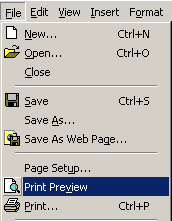 File Edit View Insert Format
New... Ctrl+N
Open... Ctrl+O
Close
Save Ctrl+S
Save As...
Save As Web Page...
Page Setup...
Print Preview
Print... Ctrl+P